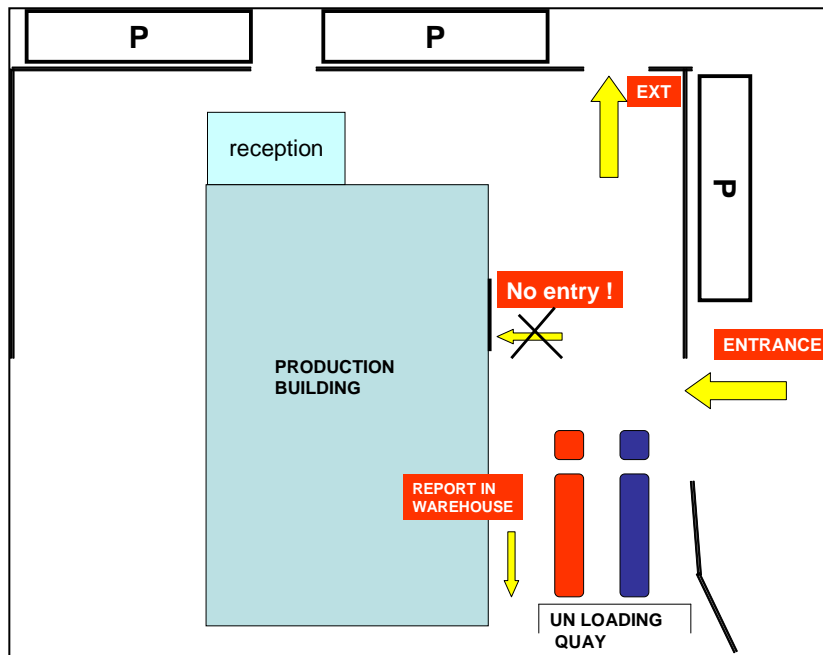 P
P
EXT
reception
P
No entry !
ENTRANCE
PRODUCTION
BUILDING
REPORT IN
WAREHOUSE
UN LOADING
QUAY